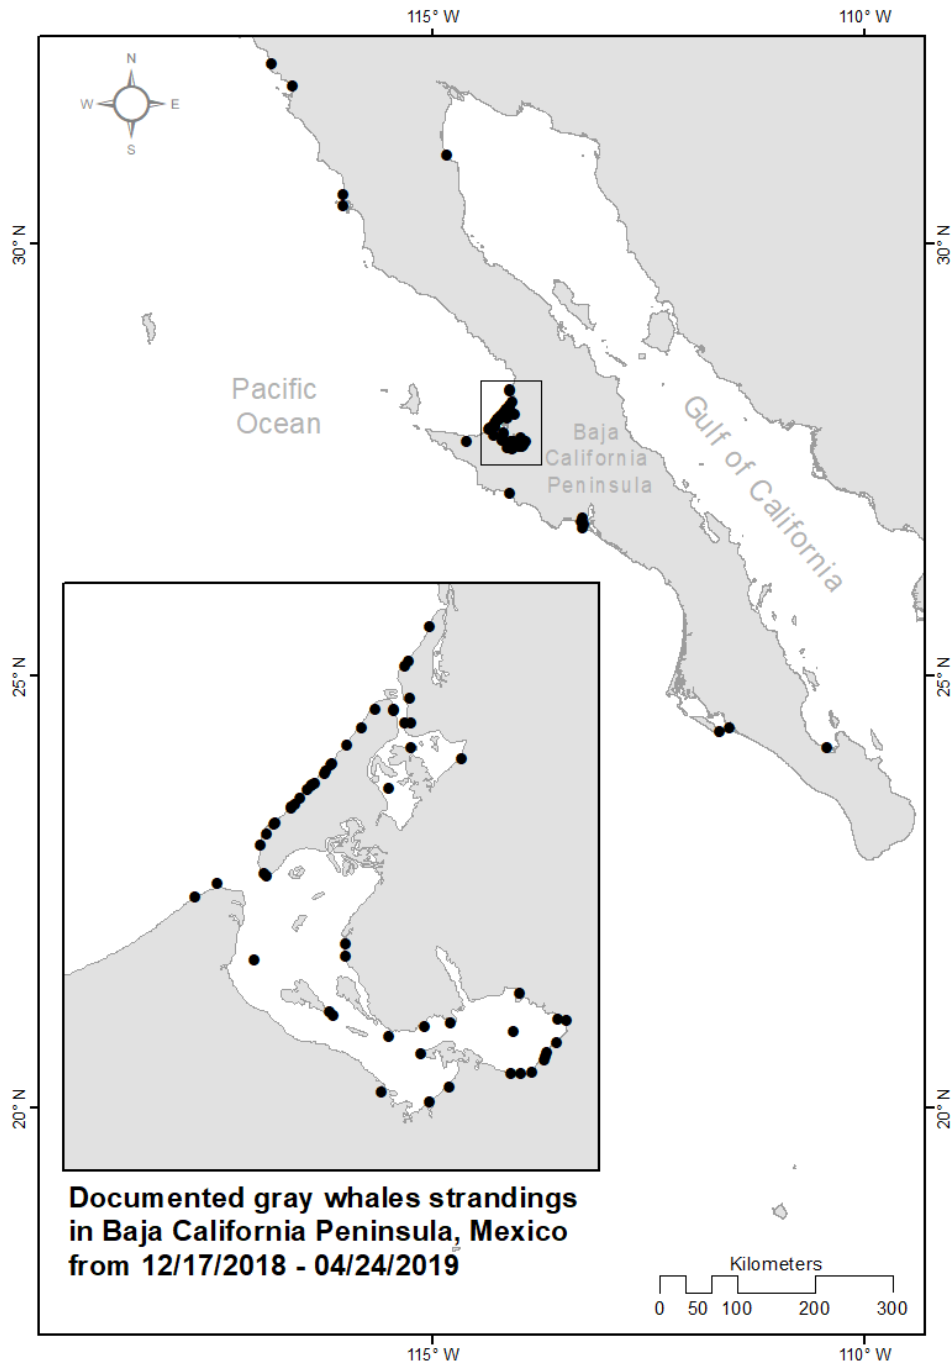 115° W 110° W
N
W E
S
30° N 30° N
Pacific
Ocean
Baja
California
Peninsula
Gulf of California
25° N 25° N
20° N 20° N
Documented gray whales strandings
in Baja California Peninsula, Mexico
from 12/17/2018 - 04/24/2019
Kilometers
0 50 100 200 300
115° W 110° W